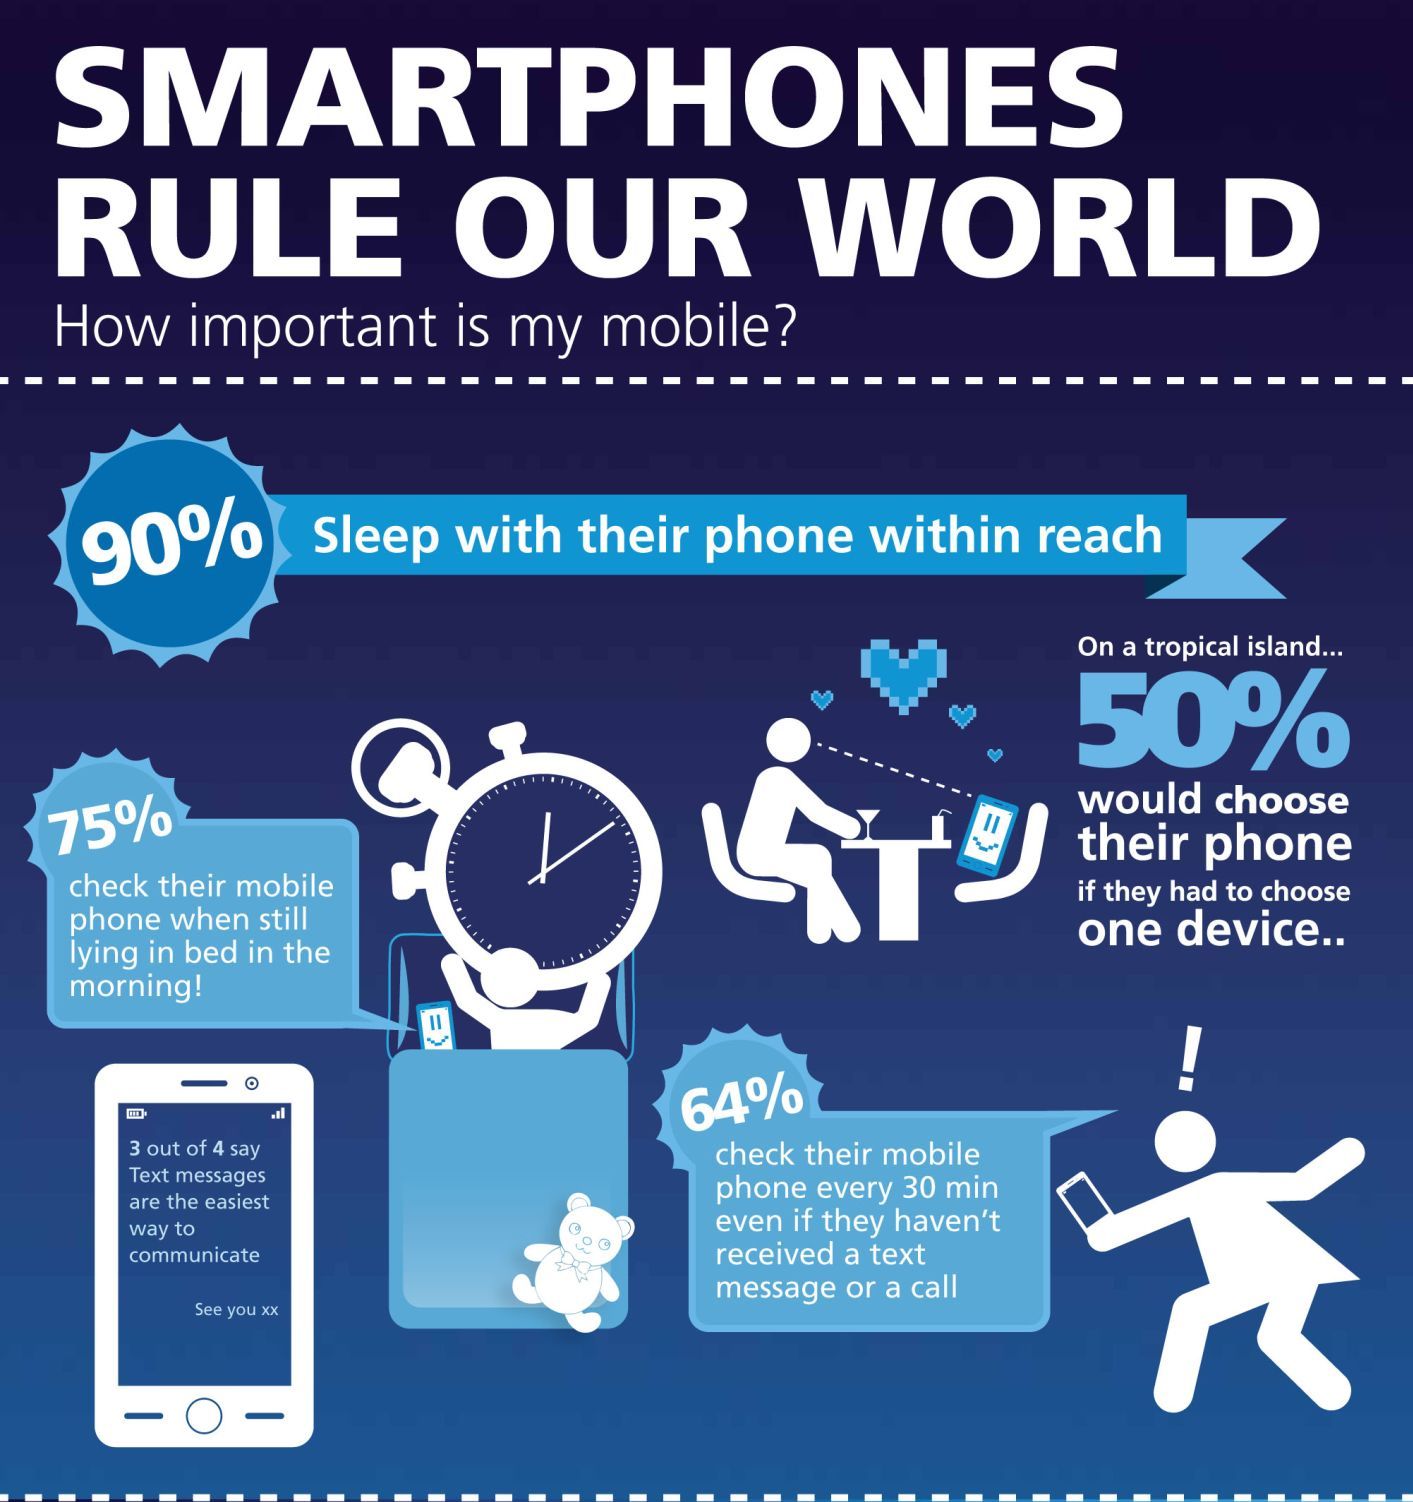 SMARTPHONES
RULE OUR WORLD
How important is my mobile?
90%
Sleep with their phone within reach
On a tropical island...
50%
would choose
their phone
if they had to choose
one device..
75%
check their mobile
phone when still
lying in bed in the
morning!
64%
check their mobile
phone every 30 min
even if they haven't
received a text
message or a call
!
3 out of 4 say
Text messages
are the easiest
way to
communicate
See you xx